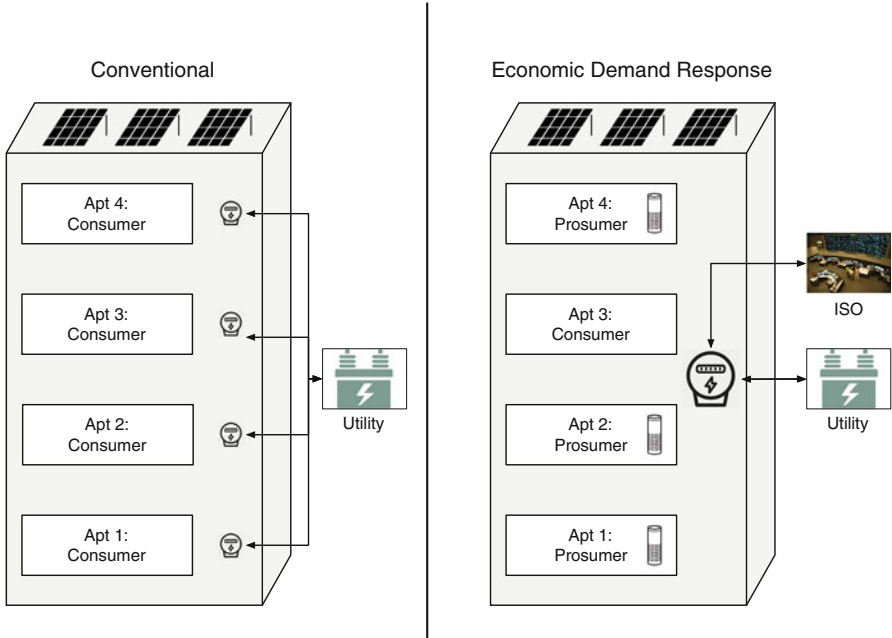 Conventional
Apt 4:
Consumer
Apt 3:
Consumer
Apt 2:
Consumer
Apt 1:
Consumer
Utility
Economic Demand Response
Apt 4:
Prosumer
Apt 3:
Consumer
Apt 2:
Prosumer
Apt 1:
Prosumer
ISO
Utility